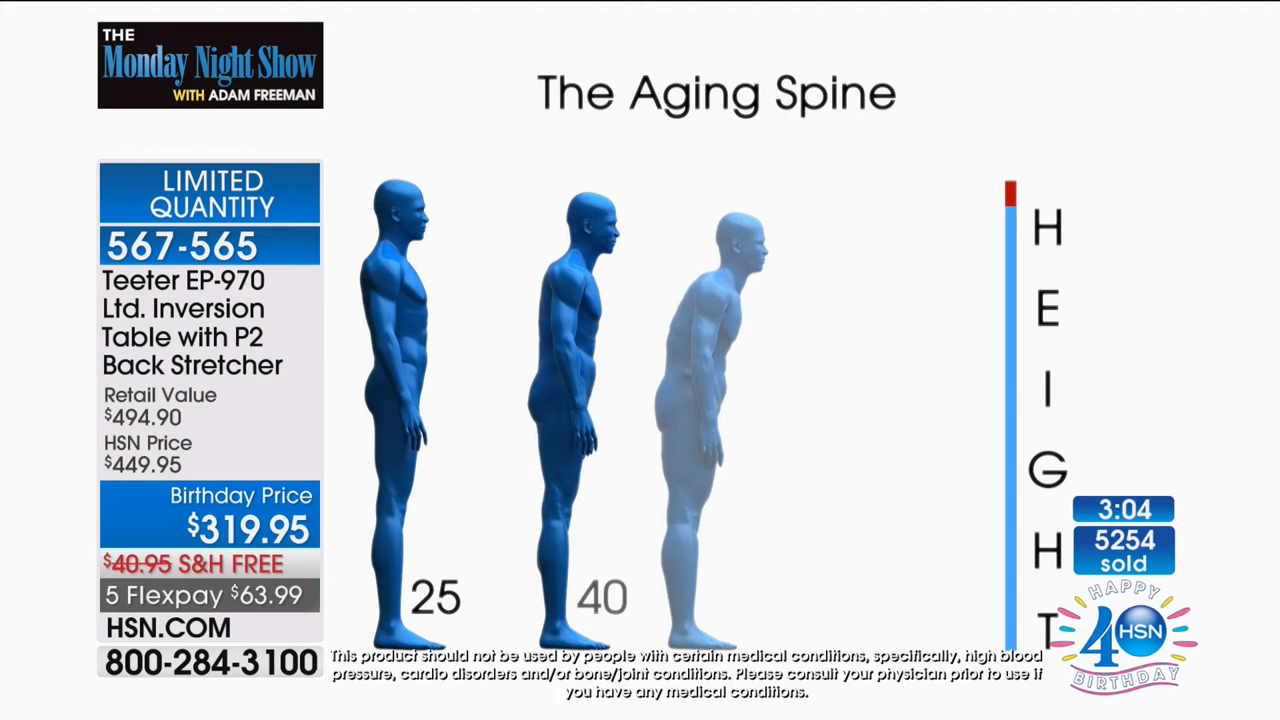 THE
Monday Night Show
WITH ADAM FREEMAN
The Aging Spine
LIMITED
QUANTITY
567-565
Teeter EP-970
Ltd. Inversion
Table with P2
Back Stretcher
Retail Value
$494.90
HSN Price
$449.95
Birthday Price
$319.95
$40.95 S&H FREE
5 Flexpay $63.99
HSN.COM
800-284-3100
25
40
H
E
I
G
H
T
3:04
5254
sold
HAPPY
40
HSN
BIRTHDAY
This product should not be used by people with certain medical conditions, specifically, high blood
pressure, cardio disorders and/or bone/joint conditions. Please consult your physician prior to use if
you have any medical conditions.